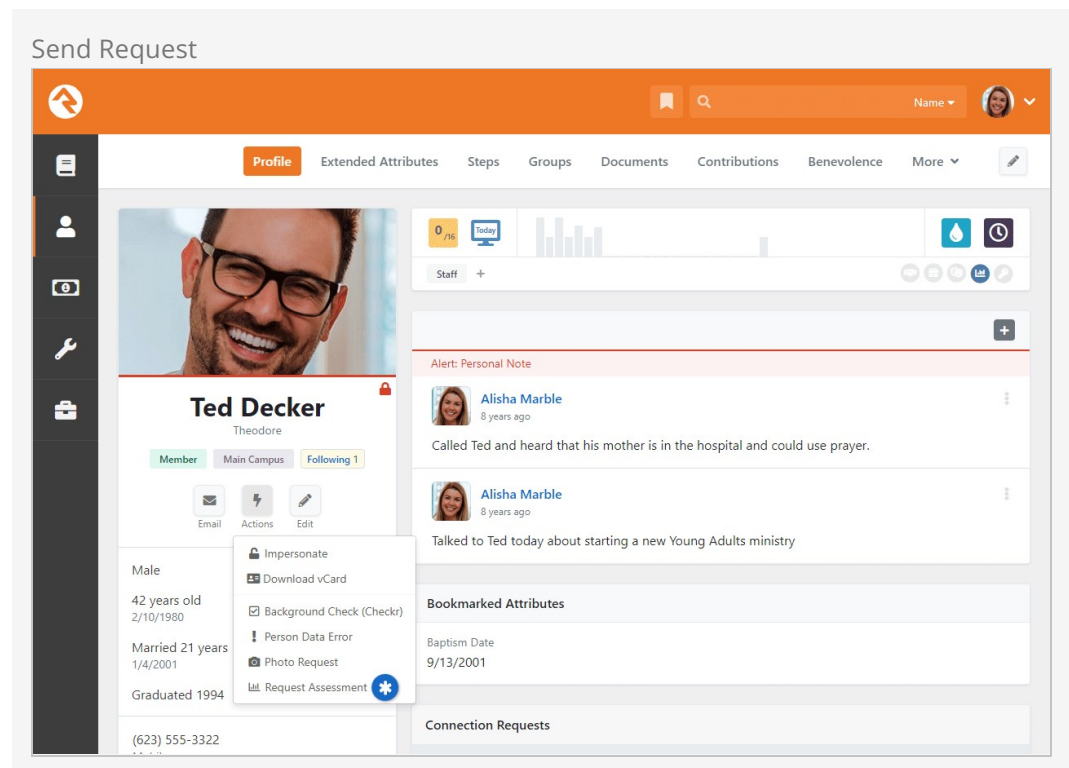 Send Request
Name
Profile Extended Attributes Steps Groups Documents Contributions Benevolence More
0 /16 Today
Staff +
Alert: Personal Note
Alisha Marble
8 years ago
Called Ted and heard that his mother is in the hospital and could use prayer.
Alisha Marble
8 years ago
Talked to Ted today about starting a new Young Adults ministry
Bookmarked Attributes
Baptism Date
9/13/2001
Connection Requests
Ted Decker
Theodore
Member Main Campus Following 1
Email Actions Edit
Impersonate
Download vCard
Background Check (Checkr)
Person Data Error
Photo Request
Request Assessment
Male
42 years old
2/10/1980
Married 21 years
1/4/2001
Graduated 1994
(623) 555-3322